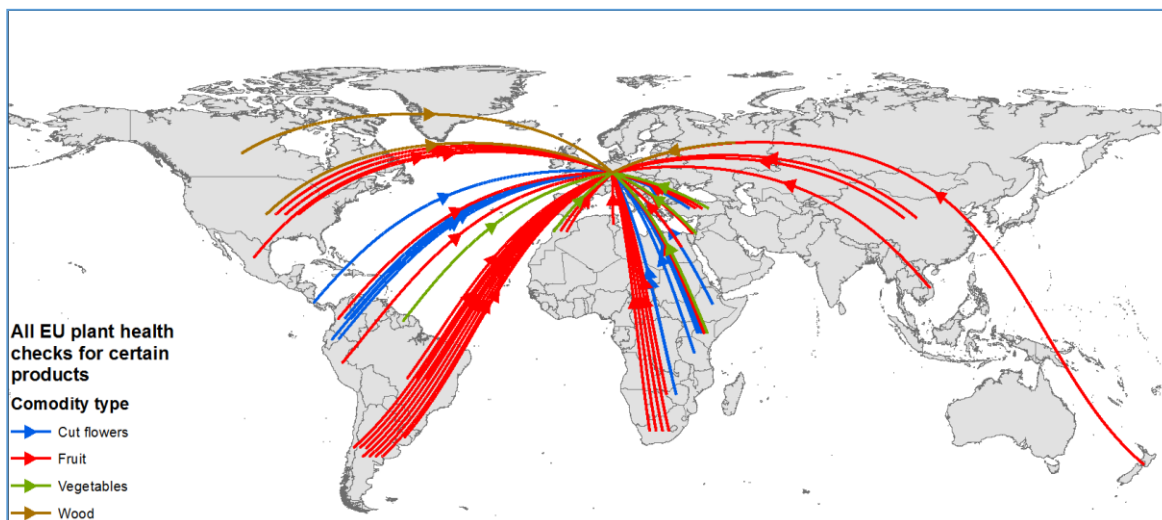 All EU plant health
checks for certain
products
Comodity type
Cut flowers
Fruit
Vegetables
Wood